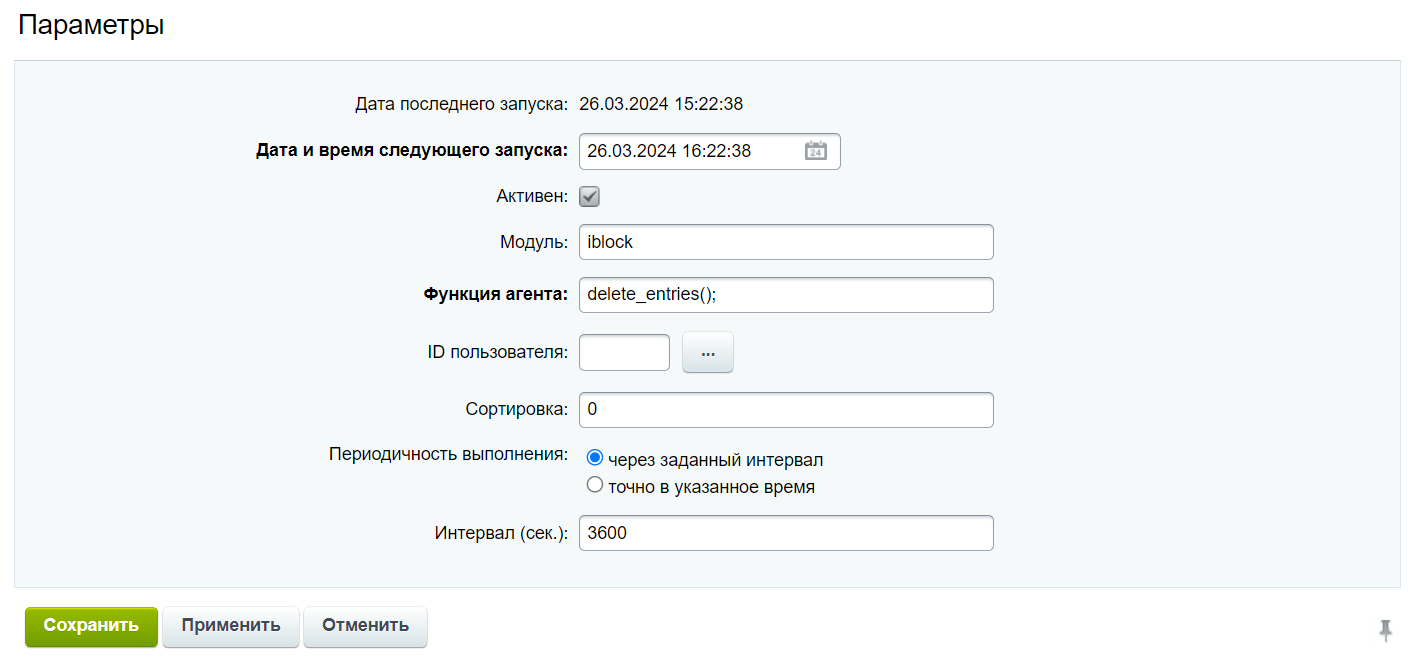 Параметры
Дата последнего запуска: 26.03.2024 15:22:38
Дата и время следующего запуска: 26.03.2024 16:22:38
24
Активен:
Модуль: iblock
Функция агента: delete_entries();
ID пользователя: ...
Сортировка: 0
Периодичность выполнения: через заданный интервал
точно в указанное время
Интервал (сек.): 3600
Сохранить Применить Отменить